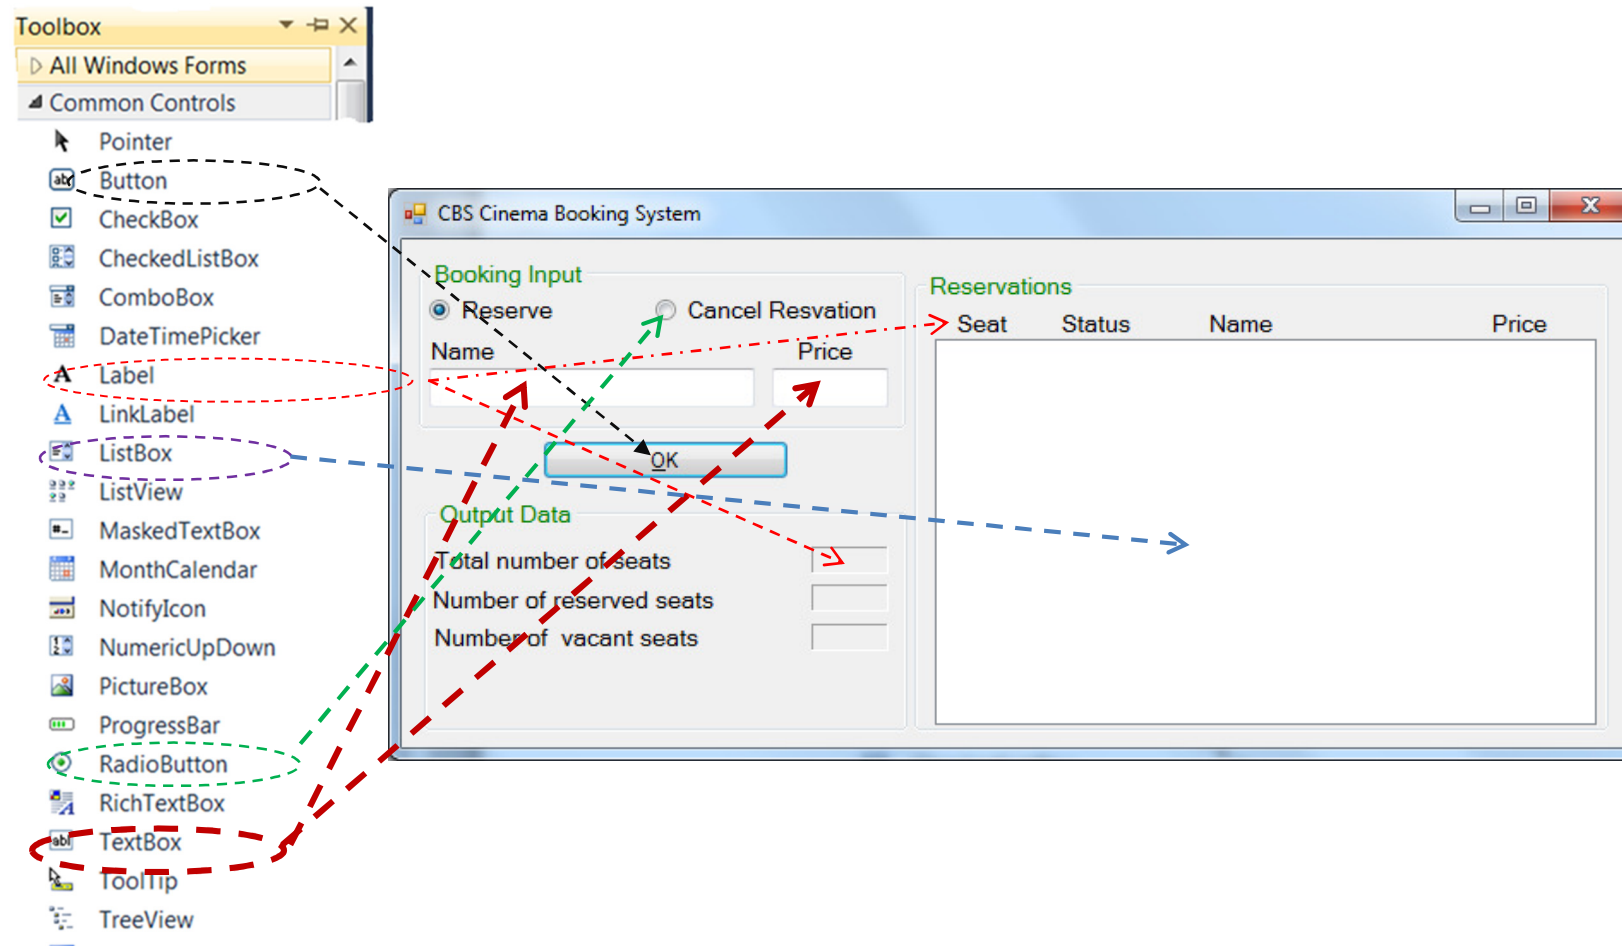 Toolbox
All Windows Forms
Common Controls
Pointer
Button
CheckBox
CheckedListBox
ComboBox
DateTimePicker
Label
LinkLabel
ListBox
ListView
MaskedTextBox
MonthCalendar
NotifyIcon
NumericUpDown
PictureBox
ProgressBar
RadioButton
RichTextBox
TextBox
ToolTip
TreeView
CBS Cinema Booking System
Booking Input
Reserve Cancel Resvation
Name Price
OK
Output Data
Total number of seats
Number of reserved seats
Number of vacant seats
Reservations
Seat Status Name Price